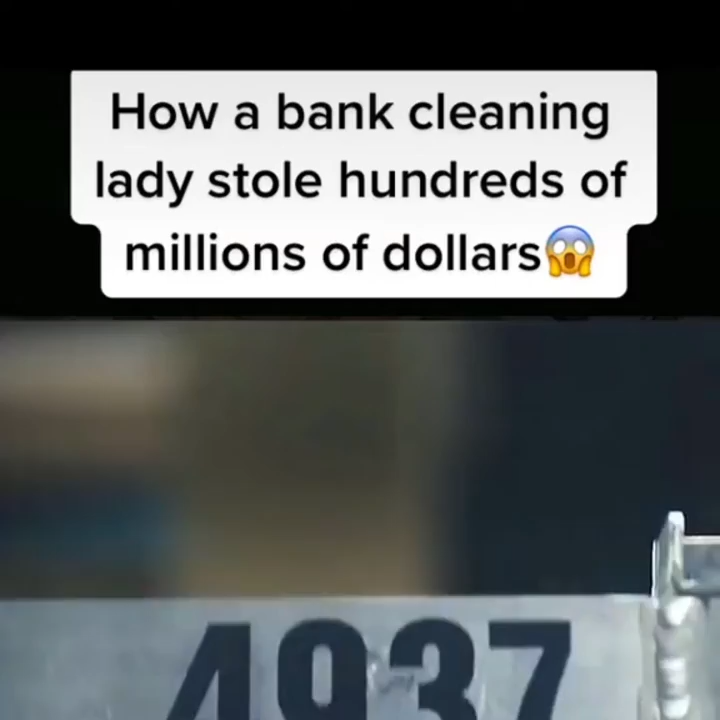 How a bank cleaning
lady stole hundreds of
millions of dollars😱
4937